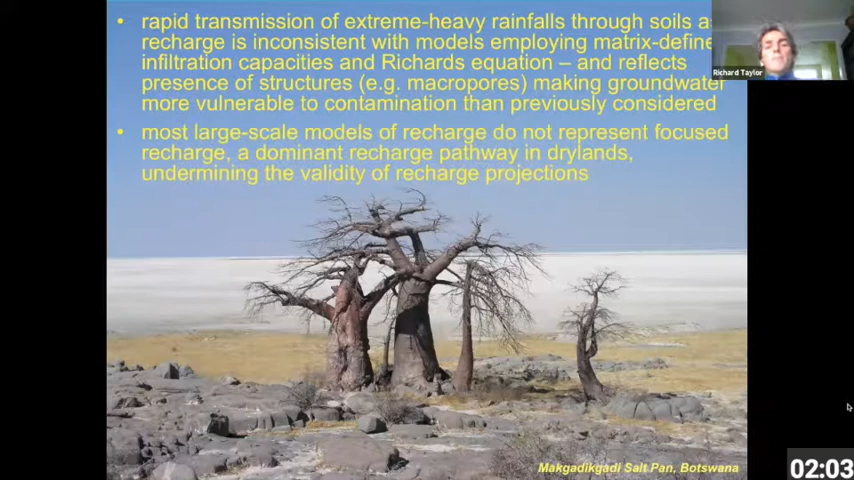 • rapid transmission of extreme-heavy rainfalls through soils
recharge is inconsistent with models employing
infiltration capacities and Richards equation – and reflects
presence of structures (e.g. macropores) making groundwater
more vulnerable to contamination than previously considered
• most large-scale models of recharge do not represent focused
recharge, a dominant recharge pathway in drylands,
undermining the validity of recharge projections
Richard Taylor
Makgadikgadi Salt Pan, Botswana
02:03